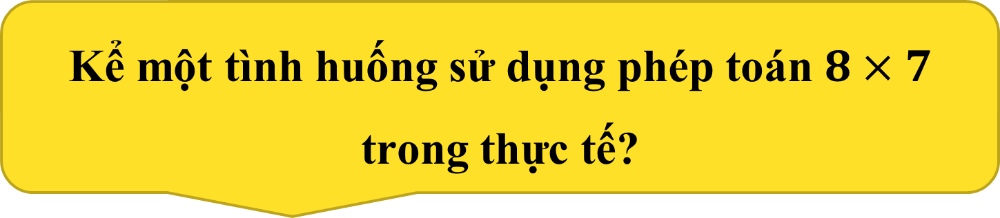 Kể một tình huống sử dụng phép toán 8 × 7
trong thực tế?